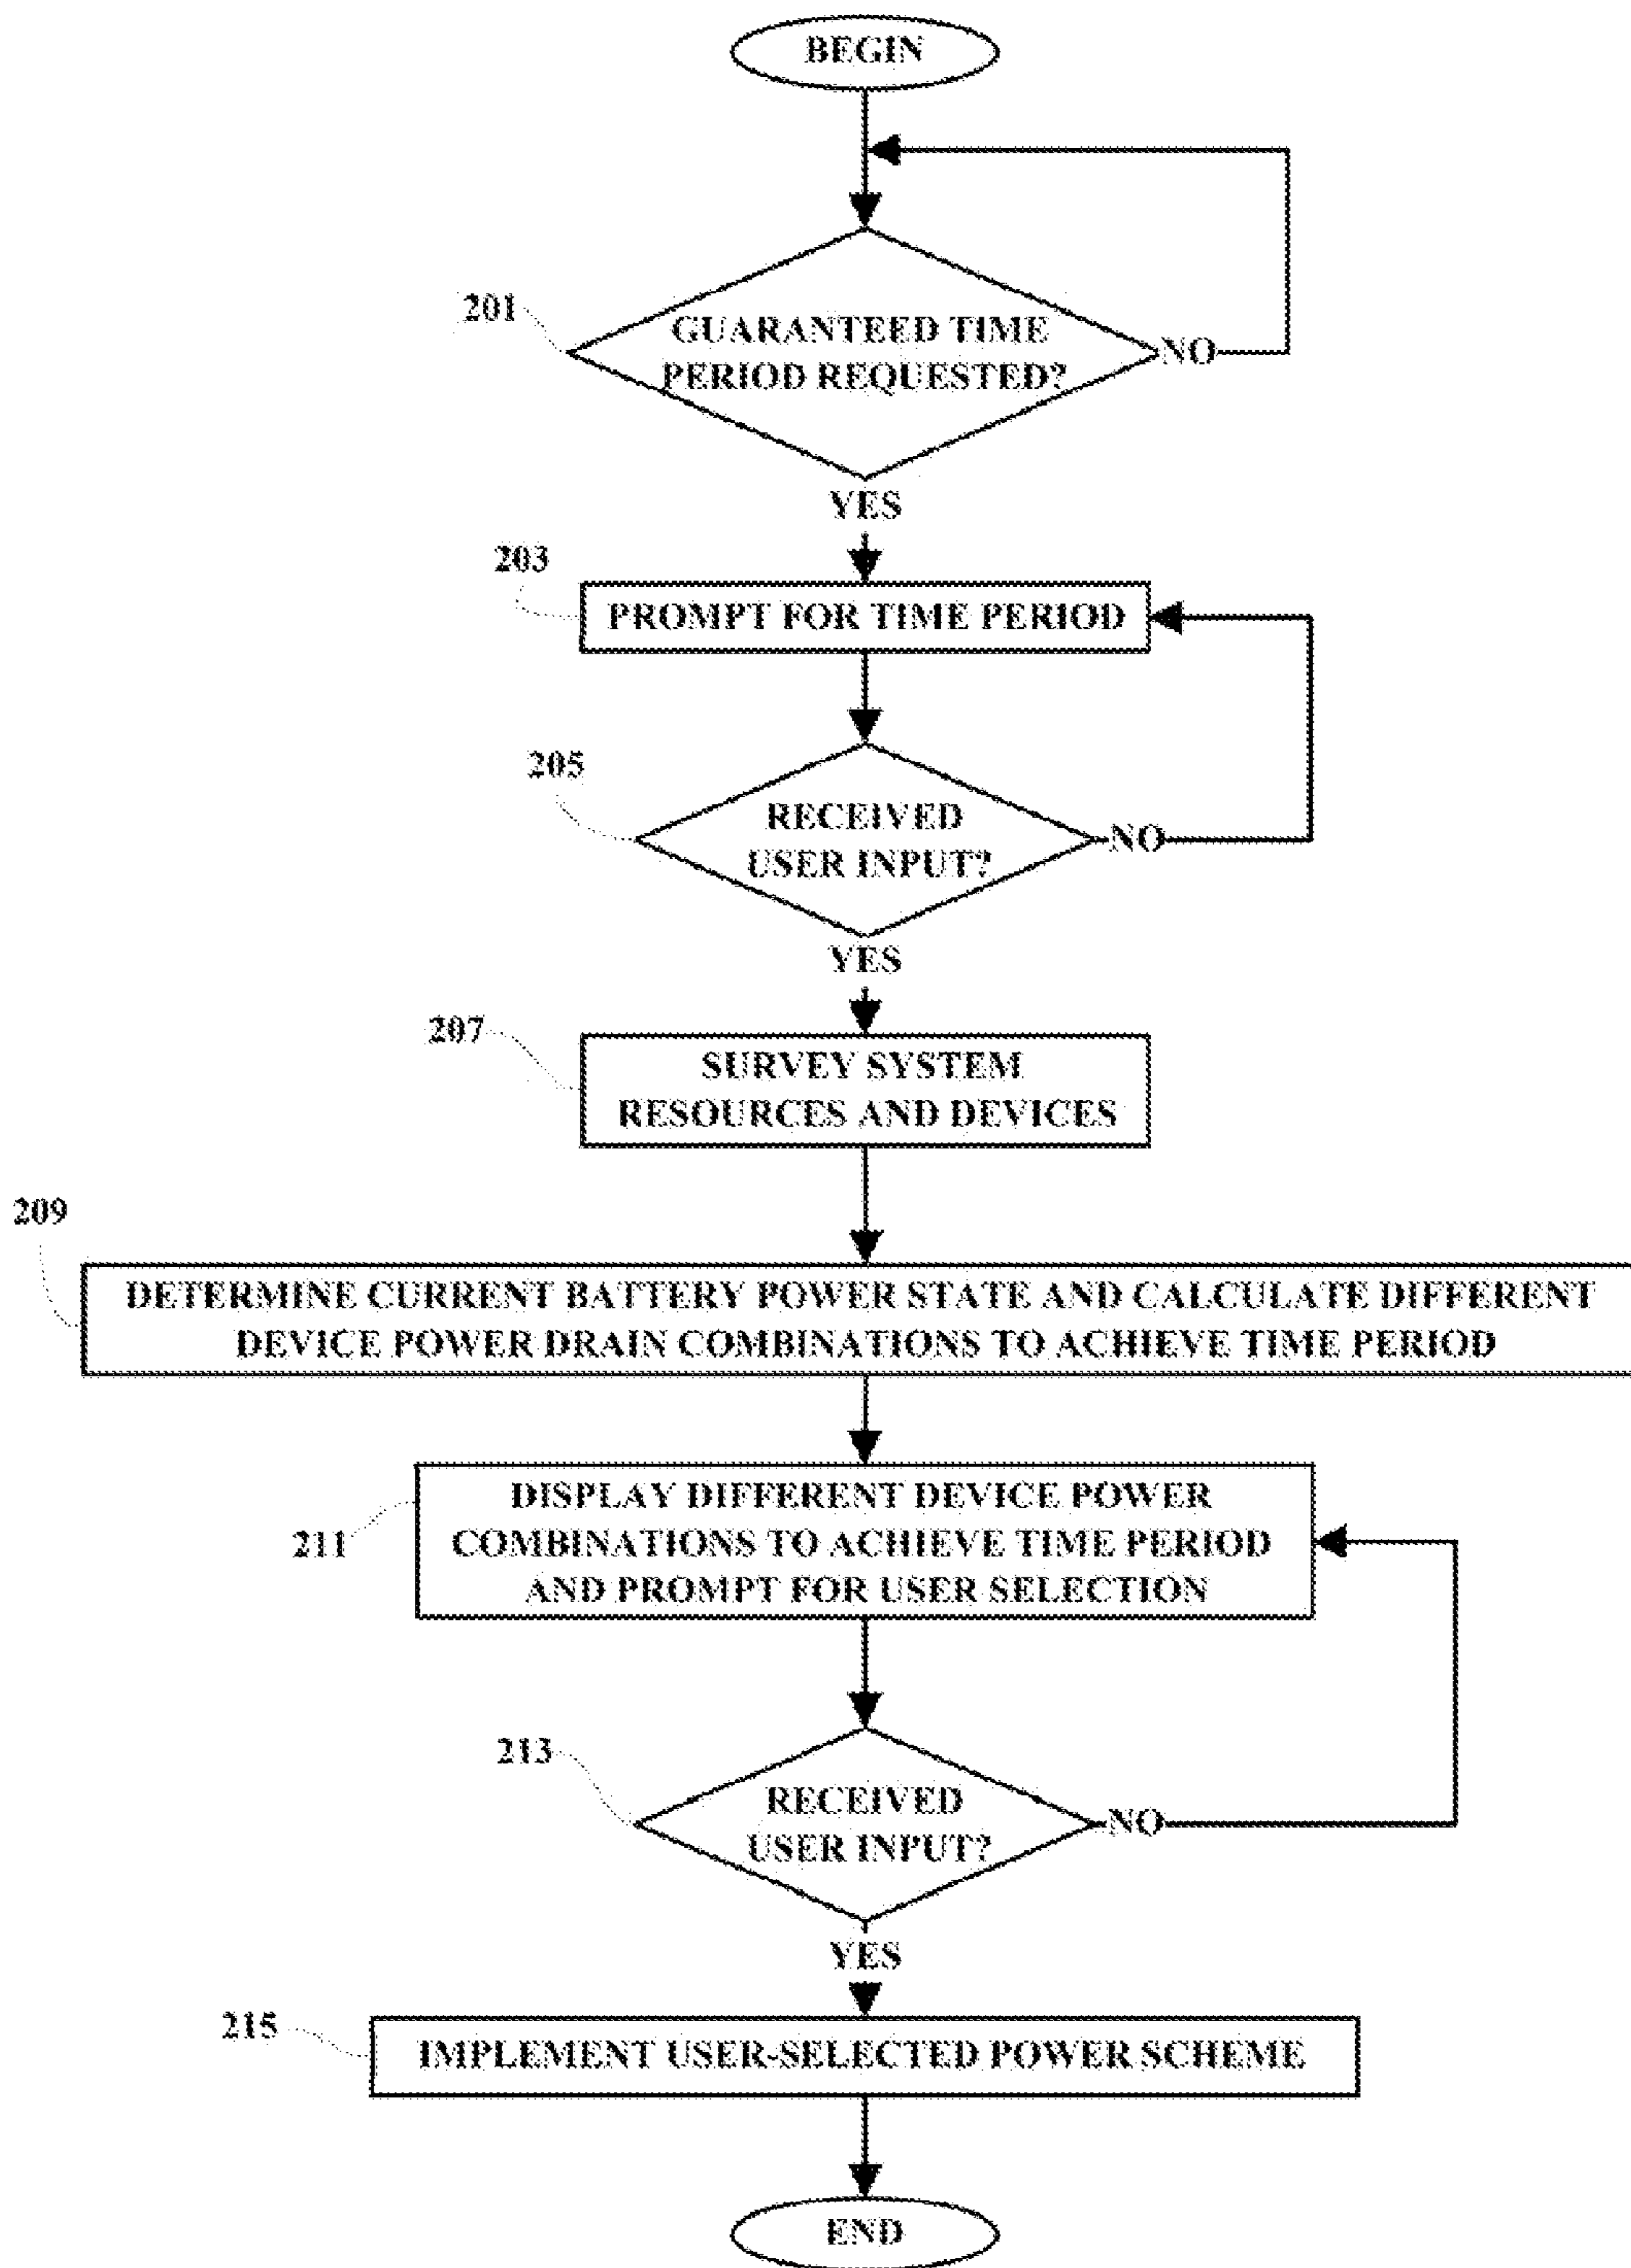 BEGIN
201
GUARANTEED TIME
PERIOD REQUESTED?
NO
YES
203
PROMPT FOR TIME PERIOD
205
RECEIVED
USER INPUT?
NO
YES
207
SURVEY SYSTEM
RESOURCES AND DEVICES
209
DETERMINE CURRENT BATTERY POWER STATE AND CALCULATE DIFFERENT
DEVICE POWER DRAIN COMBINATIONS TO ACHIEVE TIME PERIOD
211
DISPLAY DIFFERENT DEVICE POWER
COMBINATIONS TO ACHIEVE TIME PERIOD
AND PROMPT FOR USER SELECTION
213
RECEIVED
USER INPUT?
NO
YES
215
IMPLEMENT USER-SELECTED POWER SCHEME
END